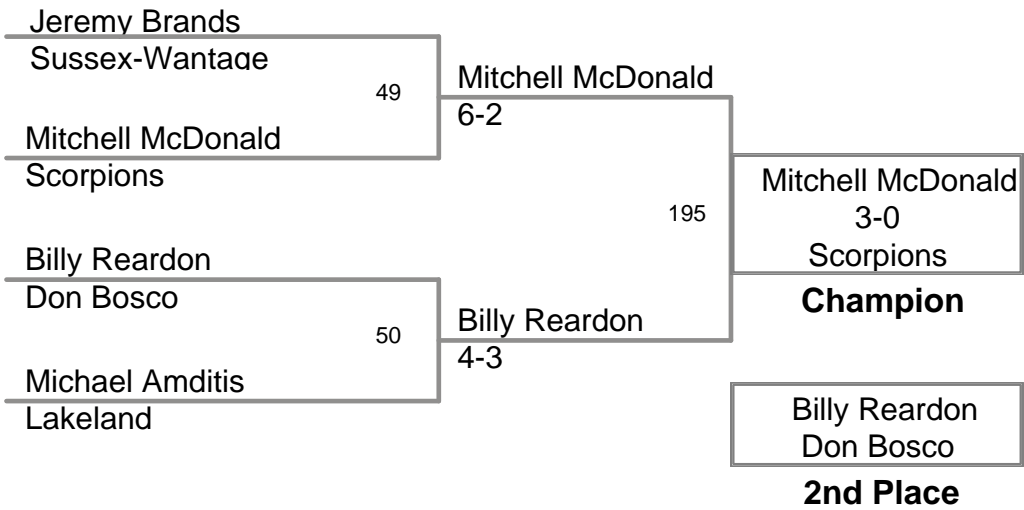 Jeremy Brands
Sussex-Wantage
49
Mitchell McDonald
6-2
Mitchell McDonald
Scorpions
Mitchell McDonald
3-0
Scorpions
Champion
195
Billy Reardon
Don Bosco
50
Billy Reardon
4-3
Michael Amditis
Lakeland
Billy Reardon
Don Bosco
2nd Place